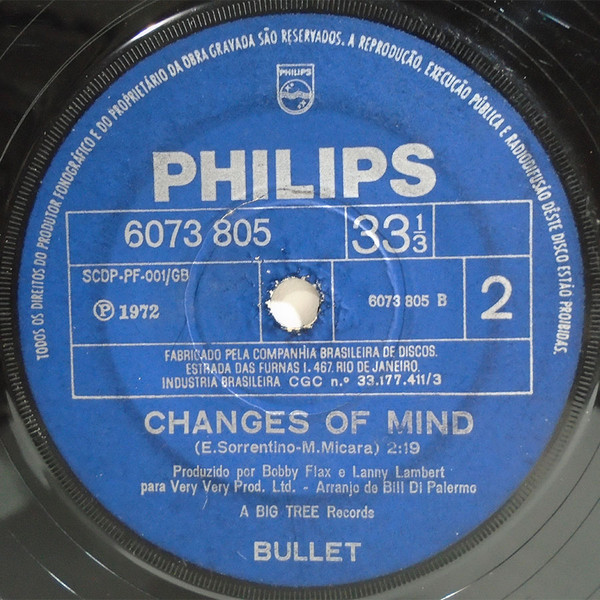 TODOS OS DIREITOS DO PRODUTOR FONOGRÁFICO E DO PROPRIETÁRIO DA OBRA GRAVADA SÃO RESERVADOS. A REPRODUÇÃO, EXECUÇÃO PÚBLICA E RADIODIFUSÃO DÊSTE DISCO ESTÃO PROIBIDAS.
PHILIPS
PHILIPS
6073 805 33 1/3
SCDP-PF-001/GB
Ⓟ 1972
6073 805 B
2
FABRICADO PELA COMPANHIA BRASILEIRA DE DISCOS.
ESTRADA DAS FURNAS 1.467, RIO DE JANEIRO.
INDUSTRIA BRASILEIRA CGC n.º 33.177.411/3
CHANGES OF MIND
(E.Sorrentino-M.Micara) 2:19
Produzido por Bobby Flax e Lanny Lambert
para Very Very Prod. Ltd. - Arranjo de Bill Di Palermo
A BIG TREE Records
BULLET